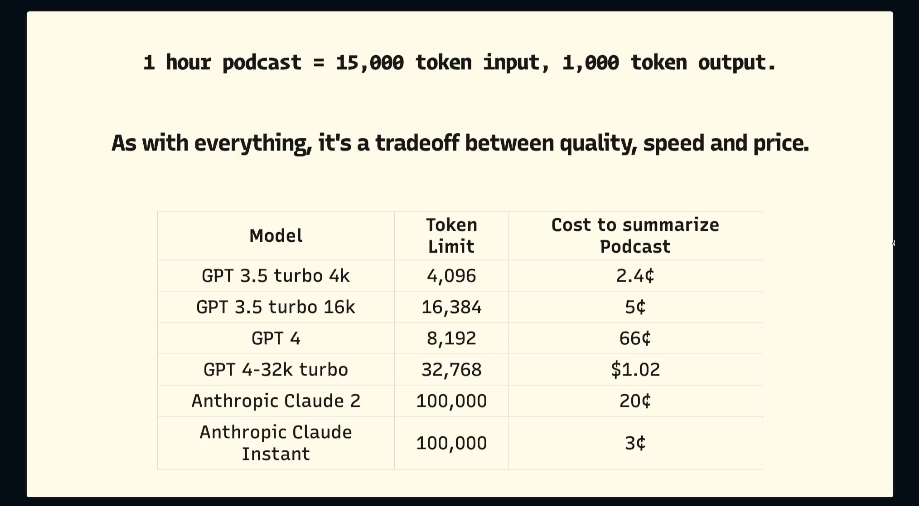 1 hour podcast = 15,000 token input, 1,000 token output.
As with everything, it's a tradeoff between quality, speed and price.
Model Token Limit Cost to summarize Podcast
GPT 3.5 turbo 4k 4,096 2.4¢
GPT 3.5 turbo 16k 16,384 5¢
GPT 4 8,192 66¢
GPT 4-32k turbo 32,768 $1.02
Anthropic Claude 2 100,000 20¢
Anthropic Claude Instant 100,000 3¢